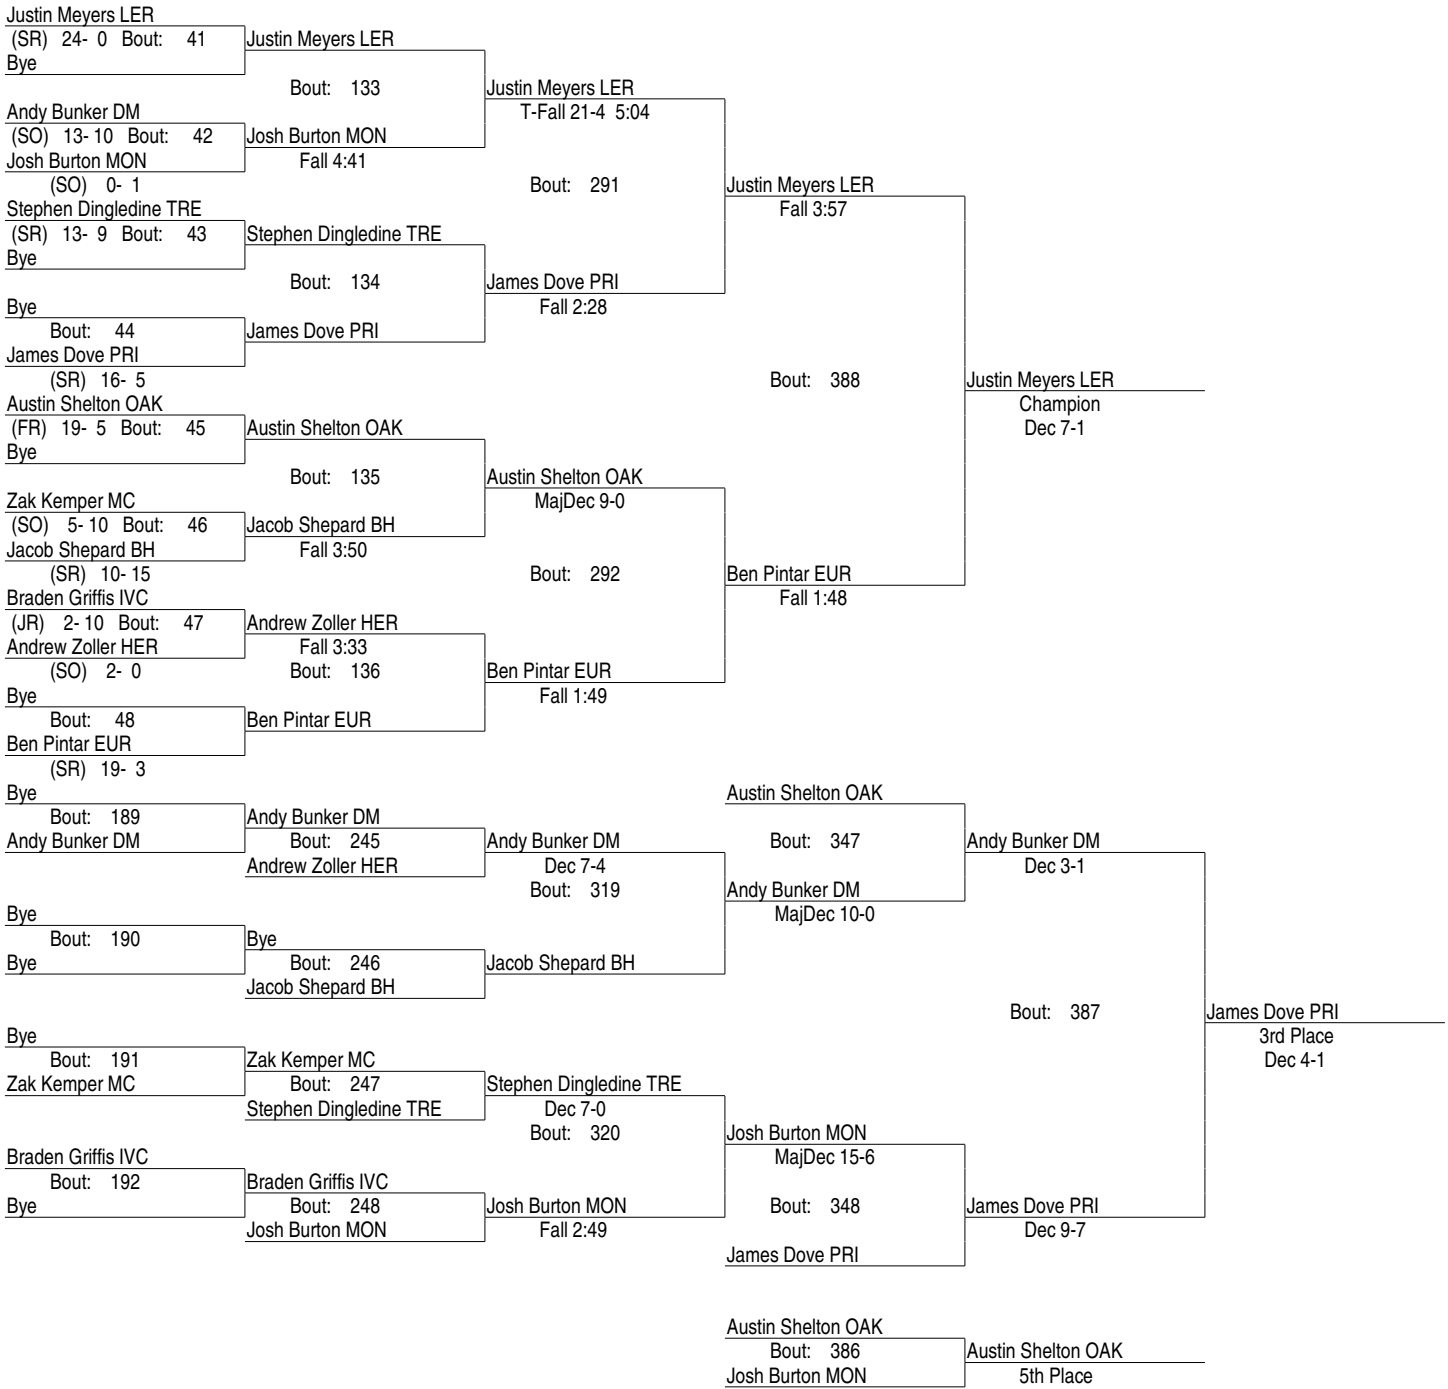 Justin Meyers LER
(SR) 24- 0 Bout: 41 Justin Meyers LER
Bye
Bout: 133 Justin Meyers LER
Andy Bunker DM T-Fall 21-4 5:04
(SO) 13- 10 Bout: 42 Josh Burton MON
Josh Burton MON Fall 4:41
(SO) 0- 1 Bout: 291 Justin Meyers LER
Stephen Dingledine TRE Fall 3:57
(SR) 13- 9 Bout: 43 Stephen Dingledine TRE
Bye
Bout: 134 James Dove PRI
Bye Fall 2:28
Bout: 44 James Dove PRI
James Dove PRI
(SR) 16- 5 Bout: 388 Justin Meyers LER
Austin Shelton OAK Champion
(FR) 19- 5 Bout: 45 Austin Shelton OAK Dec 7-1
Bye
Bout: 135 Austin Shelton OAK
Zak Kemper MC MajDec 9-0
(SO) 5- 10 Bout: 46 Jacob Shepard BH
Jacob Shepard BH Fall 3:50
(SR) 10- 15 Bout: 292 Ben Pintar EUR
Braden Griffis IVC Fall 1:48
(JR) 2- 10 Bout: 47 Andrew Zoller HER
Andrew Zoller HER Fall 3:33
(SO) 2- 0 Bout: 136 Ben Pintar EUR
Bye Fall 1:49
Bout: 48 Ben Pintar EUR
Ben Pintar EUR
(SR) 19- 3
Bye Austin Shelton OAK
Bout: 189 Andy Bunker DM
Andy Bunker DM Bout: 245 Andy Bunker DM Bout: 347 Andy Bunker DM
Andrew Zoller HER Dec 7-4 Dec 3-1
Bout: 319 Andy Bunker DM
Bye MajDec 10-0
Bout: 190 Bye
Bye Bout: 246 Jacob Shepard BH
Jacob Shepard BH
Bout: 387 James Dove PRI
Bye 3rd Place
Bout: 191 Zak Kemper MC Dec 4-1
Zak Kemper MC Bout: 247 Stephen Dingledine TRE
Stephen Dingledine TRE Dec 7-0
Bout: 320 Josh Burton MON
Braden Griffis IVC MajDec 15-6
Bout: 192 Braden Griffis IVC
Bye Bout: 248 Josh Burton MON Bout: 348 James Dove PRI
Josh Burton MON Fall 2:49 Dec 9-7
James Dove PRI
Austin Shelton OAK
Bout: 386 Austin Shelton OAK
Josh Burton MON 5th Place